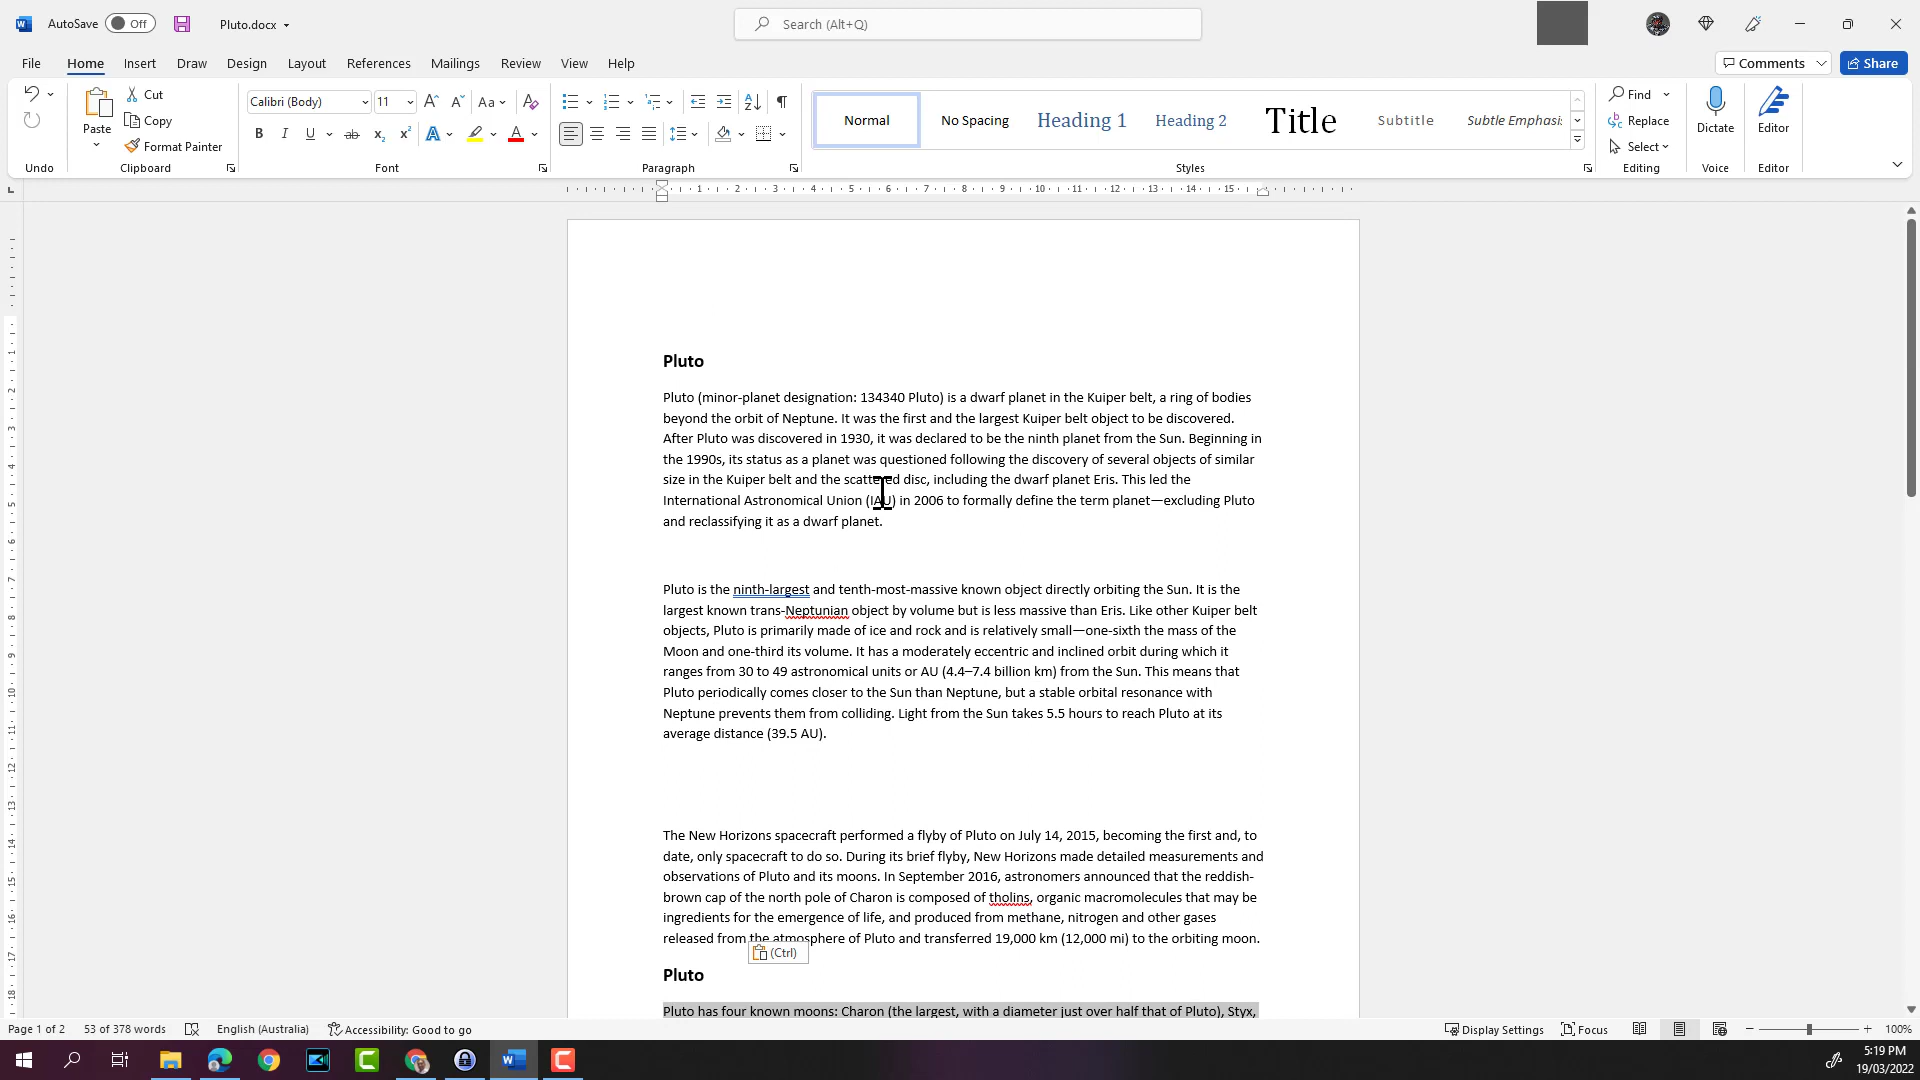 AutoSave Off Pluto.docx Search (Alt+Q)
File Home Insert Draw Design Layout References Mailings Review View Help Comments Share
Paste Cut Copy Format Painter
Calibri (Body) 11
Normal No Spacing Heading 1 Heading 2 Title Subtitle Subtle Emphasis
Find Replace Select
Dictate Editor
Undo Clipboard Font Paragraph Styles Editing Voice Editor
1 2 3 4 5 6 7 8 9 10 11 12 13 14 15
Pluto
Pluto (minor-planet designation: 134340 Pluto) is a dwarf planet in the Kuiper belt, a ring of bodies
beyond the orbit of Neptune. It was the first and the largest Kuiper belt object to be discovered.
After Pluto was discovered in 1930, it was declared to be the ninth planet from the Sun. Beginning in
the 1990s, its status as a planet was questioned following the discovery of several objects of similar
size in the Kuiper belt and the scattered disc, including the dwarf planet Eris. This led the
International Astronomical Union (IAU) in 2006 to formally define the term planet—excluding Pluto
and reclassifying it as a dwarf planet.
Pluto is the ninth-largest and tenth-most-massive known object directly orbiting the Sun. It is the
largest known trans-Neptunian object by volume but is less massive than Eris. Like other Kuiper belt
objects, Pluto is primarily made of ice and rock and is relatively small—one-sixth the mass of the
Moon and one-third its volume. It has a moderately eccentric and inclined orbit during which it
ranges from 30 to 49 astronomical units or AU (4.4–7.4 billion km) from the Sun. This means that
Pluto periodically comes closer to the Sun than Neptune, but a stable orbital resonance with
Neptune prevents them from colliding. Light from the Sun takes 5.5 hours to reach Pluto at its
average distance (39.5 AU).
The New Horizons spacecraft performed a flyby of Pluto on July 14, 2015, becoming the first and, to
date, only spacecraft to do so. During its brief flyby, New Horizons made detailed measurements and
observations of Pluto and its moons. In September 2016, astronomers announced that the reddish-
brown cap of the north pole of Charon is composed of tholins, organic macromolecules that may be
ingredients for the emergence of life, and produced from methane, nitrogen and other gases
released from the atmosphere of Pluto and transferred 19,000 km (12,000 mi) to the orbiting moon.
(Ctrl)
Pluto
Pluto has four known moons: Charon (the largest, with a diameter just over half that of Pluto), Styx,
Page 1 of 2 53 of 378 words English (Australia) Accessibility: Good to go Display Settings Focus 100%
5:19 PM
19/03/2022